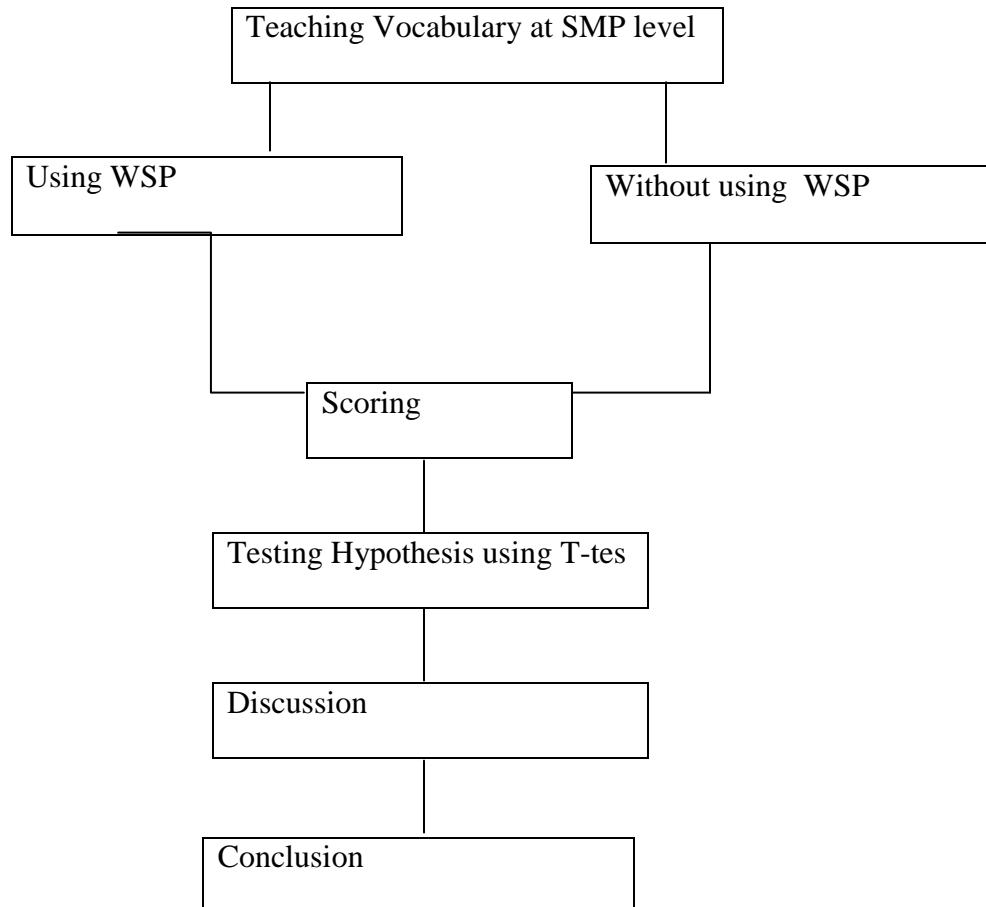 Teaching Vocabulary at SMP level
Using WSP
Without using  WSP
Scoring
Testing Hypothesis using T-tes
Discussion
Conclusion